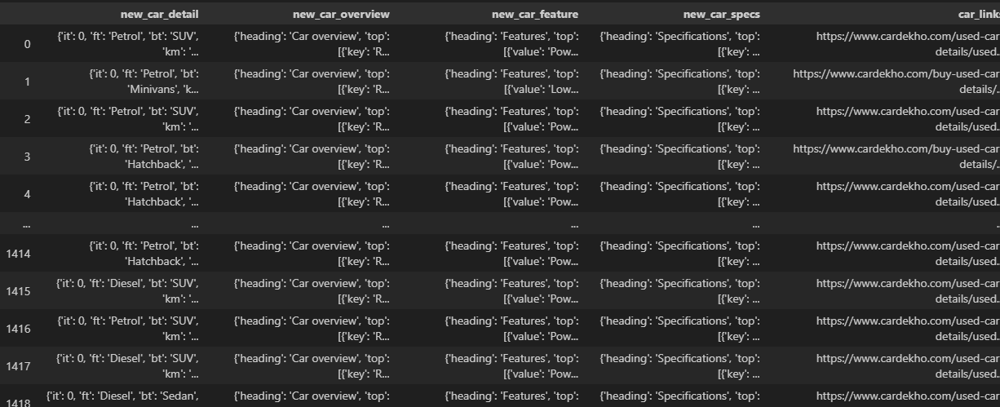 new_car_detail new_car_overview new_car_feature new_car_specs car_links
0 {'it': 0, 'ft': 'Petrol', 'bt': 'SUV', {'heading': 'Car overview', 'top': {'heading': 'Features', 'top': {'heading': 'Specifications', 'top': https://www.cardekho.com/used-car
'km': '... [{'key': 'R... [{'value': 'Pow... [{'key': ... details/used...
1 {'it': 0, 'ft': 'Petrol', 'bt': {'heading': 'Car overview', 'top': {'heading': 'Features', 'top': {'heading': 'Specifications', 'top': https://www.cardekho.com/buy-used-car
'Minivans', 'k... [{'key': 'R... [{'value': 'Low... [{'key': ... details/...
2 {'it': 0, 'ft': 'Petrol', 'bt': 'SUV', {'heading': 'Car overview', 'top': {'heading': 'Features', 'top': {'heading': 'Specifications', 'top': https://www.cardekho.com/used-car
'km': '... [{'key': 'R... [{'value': 'Pow... [{'key': ... details/used...
3 {'it': 0, 'ft': 'Petrol', 'bt': {'heading': 'Car overview', 'top': {'heading': 'Features', 'top': {'heading': 'Specifications', 'top': https://www.cardekho.com/buy-used-car
'Hatchback', '... [{'key': 'R... [{'value': 'Pow... [{'key': ... details/...
4 {'it': 0, 'ft': 'Petrol', 'bt': {'heading': 'Car overview', 'top': {'heading': 'Features', 'top': {'heading': 'Specifications', 'top': https://www.cardekho.com/used-car
'Hatchback', '... [{'key': 'R... [{'value': 'Pow... [{'key': ... details/used...
... ... ... ... ... ...
1414 {'it': 0, 'ft': 'Petrol', 'bt': {'heading': 'Car overview', 'top': {'heading': 'Features', 'top': {'heading': 'Specifications', 'top': https://www.cardekho.com/used-car
'Hatchback', '... [{'key': 'R... [{'value': 'Pow... [{'key': ... details/used...
1415 {'it': 0, 'ft': 'Diesel', 'bt': 'SUV', {'heading': 'Car overview', 'top': {'heading': 'Features', 'top': {'heading': 'Specifications', 'top': https://www.cardekho.com/used-car
'km': '... [{'key': 'R... [{'value': 'Pow... [{'key': ... details/used...
1416 {'it': 0, 'ft': 'Petrol', 'bt': 'SUV', {'heading': 'Car overview', 'top': {'heading': 'Features', 'top': {'heading': 'Specifications', 'top': https://www.cardekho.com/used-car
'km': '... [{'key': 'R... [{'value': 'Pow... [{'key': ... details/used...
1417 {'it': 0, 'ft': 'Diesel', 'bt': 'SUV', {'heading': 'Car overview', 'top': {'heading': 'Features', 'top': {'heading': 'Specifications', 'top': https://www.cardekho.com/used-car
'km': '... [{'key': 'R... [{'value': 'Pow... [{'key': ... details/used...
1418 {'it': 0, 'ft': 'Diesel', 'bt': 'Sedan', {'heading': 'Car overview', 'top': {'heading': 'Features', 'top': {'heading': 'Specifications', 'top': https://www.cardekho.com/used-car